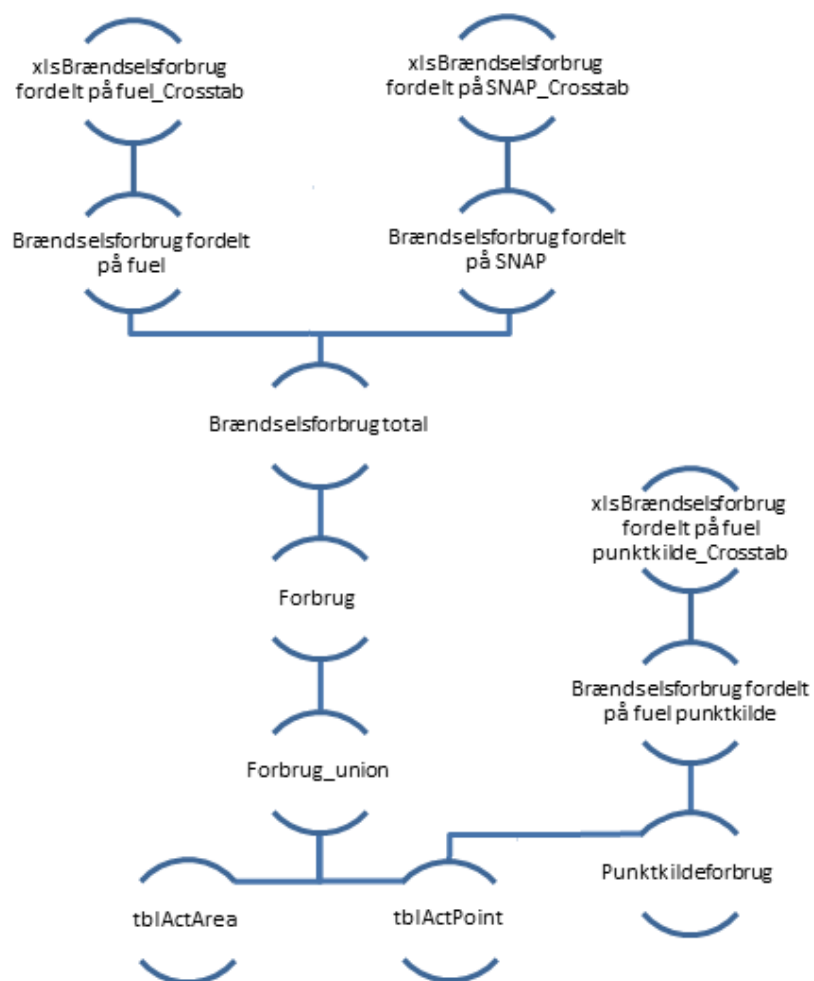 xlsBrændselsforbrug
fordelt på fuel_Crosstab
xlsBrændselsforbrug
fordelt på SNAP_Crosstab
Brændselsforbrug fordelt
på fuel
Brændselsforbrug fordelt
på SNAP
Brændselsforbrug total
xlsBrændselsforbrug
fordelt på fuel
punktkilde_Crosstab
Forbrug
Brændselsforbrug fordelt
på fuel punktkilde
Forbrug_union
Punktkildeforbrug
tblActArea
tblActPoint